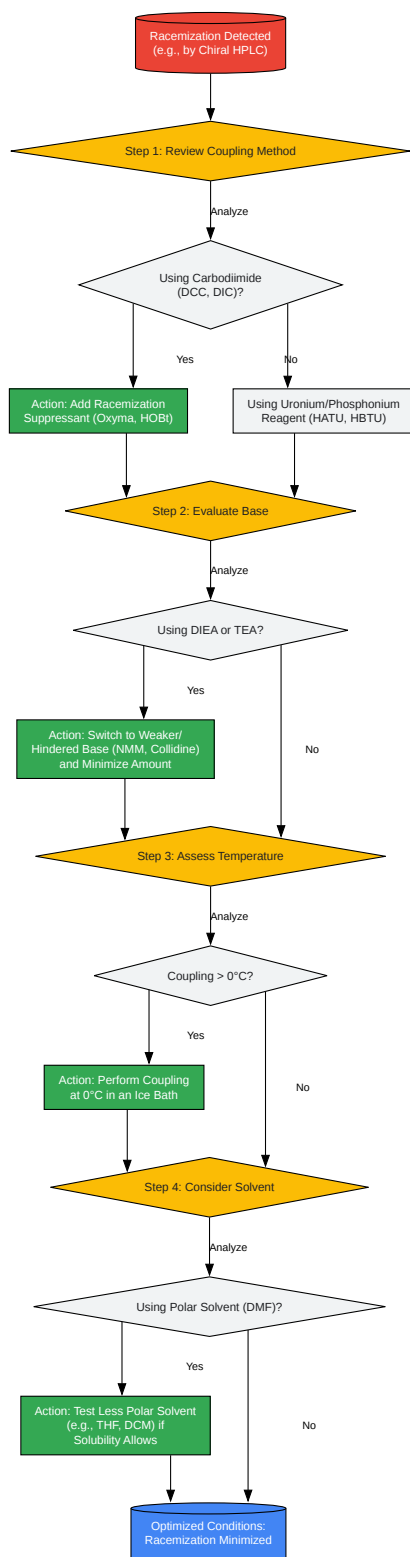 Racemization Detected
(e.g., by Chiral HPLC)
Step 1: Review Coupling Method
Analyze
Using Carbodiimide
(DCC, DIC)?
Yes
No
Action: Add Racemization
Suppressant (Oxyma, HOBt)
Using Uronium/Phosphonium
Reagent (HATU, HBTU)
Step 2: Evaluate Base
Analyze
Using DIEA or TEA?
Yes
Action: Switch to Weaker/
Hindered Base (NMM, Collidine)
and Minimize Amount
No
Step 3: Assess Temperature
Analyze
Coupling > 0°C?
Yes
Action: Perform Coupling
at 0°C in an Ice Bath
No
Step 4: Consider Solvent
Analyze
Using Polar Solvent (DMF)?
Yes
Action: Test Less Polar Solvent
(e.g., THF, DCM) if
Solubility Allows
No
Optimized Conditions:
Racemization Minimized